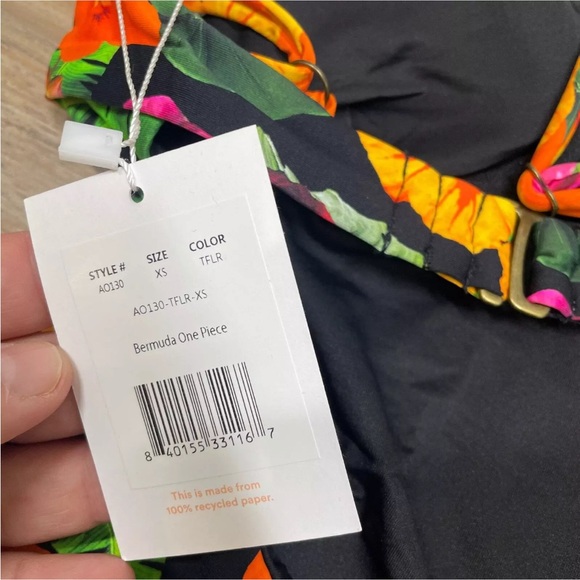 STYLE # SIZE COLOR
AO130 XS TFLR
AO130-TFLR-XS
Bermuda One Piece
8 40155 33116 7
This is made from
100% recycled paper.